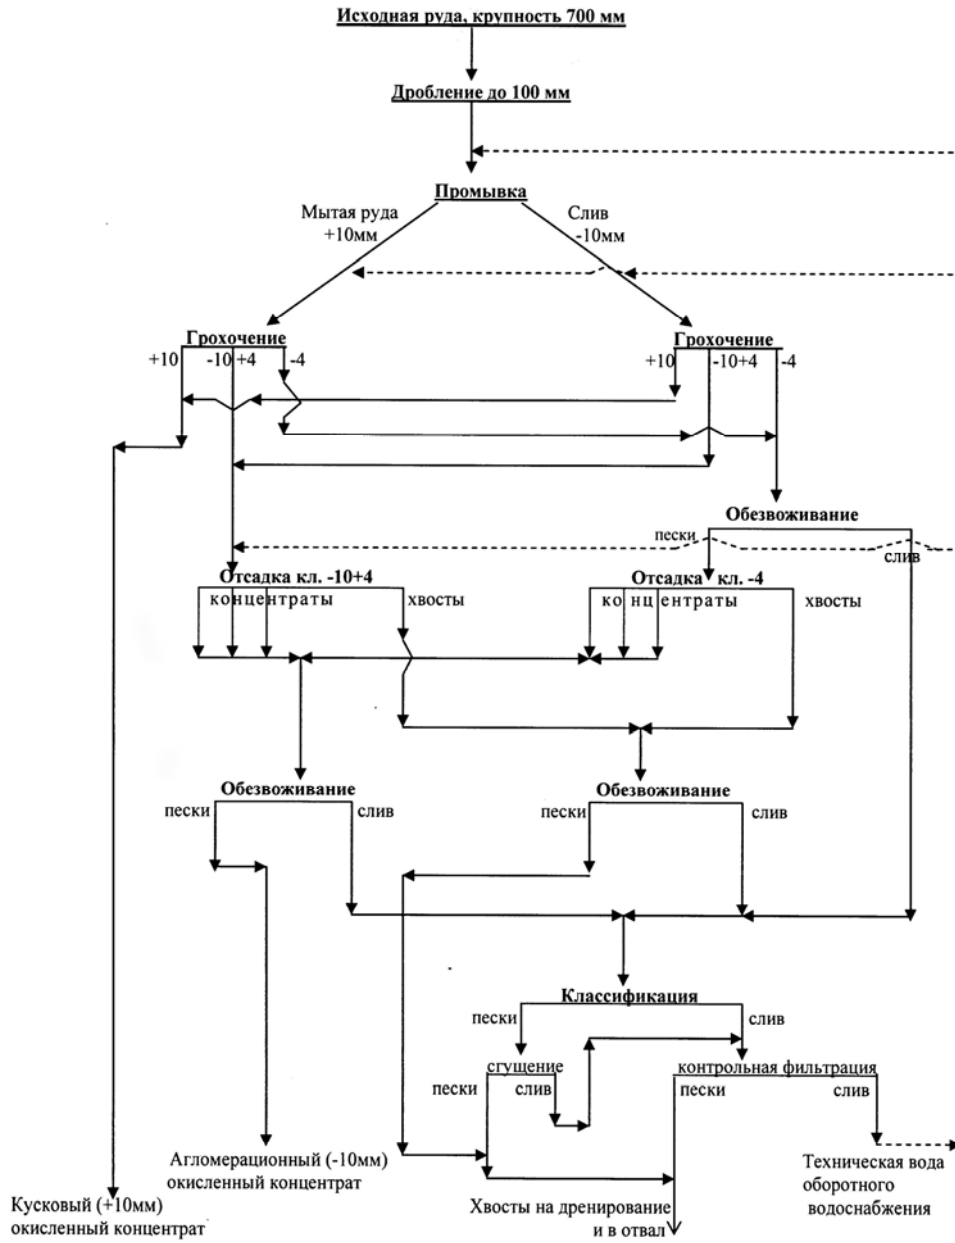 Исходная руда, крупность 700 мм
Дробление до 100 мм
Промывка
Мытая руда
+10мм
Слив
-10мм
Грохочение
+10 -10+4 -4
Грохочение
+10 -10+4 -4
Обезвоживание
пески
слив
Отсадка кл. -10+4
концентраты хвосты
Отсадка кл. -4
концентраты хвосты
Обезвоживание
пески слив
Обезвоживание
пески слив
Классификация
пески слив
сгущение
пески слив
контрольная фильтрация
пески слив
Агломерационный (-10мм)
окисленный концентрат
Техническая вода
оборотного
водоснабжения
Кусковый (+10мм)
окисленный концентрат
Хвосты на дренирование
и в отвал